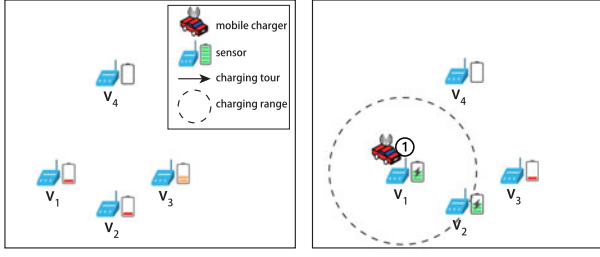 mobile charger
sensor
charging tour
charging range
V4
V1
V3
V2
1
V4
V1
V3
V2